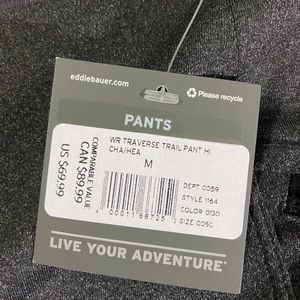 eddiebauer.com
Please recycle
PANTS
WR TRAVERSE TRAIL PANT HI
CHA/HEA
M
COMPARABLE VALUE
CAN $89.99
US $69.99
DEPT 0059
STYLE 1164
COLOR 0130
SIZE 0050
LIVE YOUR ADVENTURE®